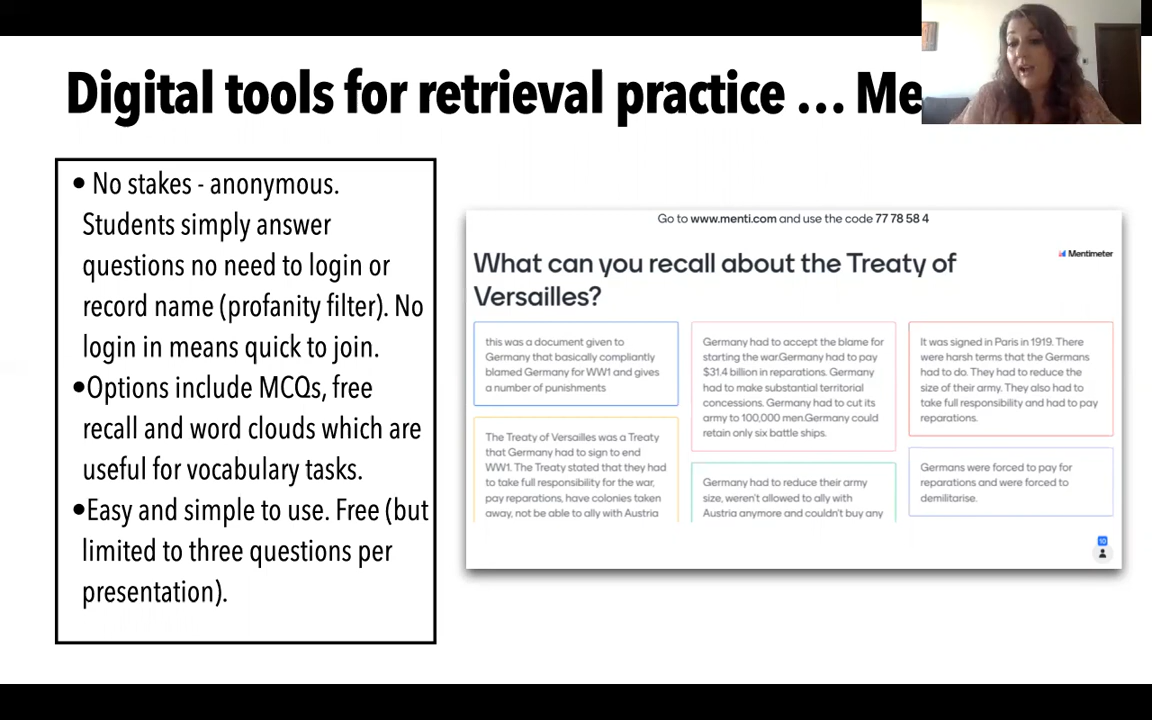 Digital tools for retrieval practice ... Me
• No stakes - anonymous.
Students simply answer
questions no need to login or
record name (profanity filter). No
login in means quick to join.
•Options include MCQs, free
recall and word clouds which are
useful for vocabulary tasks.
•Easy and simple to use. Free (but
limited to three questions per
presentation).
Go to www.menti.com and use the code 77 78 58 4
Mentimeter
What can you recall about the Treaty of
Versailles?
this was a document given to
Germany that basically compliantly
blamed Germany for WW1 and gives
a number of punishments
The Treaty of Versailles was a Treaty
that Germany had to sign to end
WW1. The Treaty stated that they had
to take full responsibility for the war,
pay reparations, have colonies taken
away, not be able to ally with Austria
Germany had to accept the blame for
starting the war.Germany had to pay
$31.4 billion in reparations. Germany
had to make substantial territorial
concessions. Germany had to cut its
army to 100,000 men.Germany could
retain only six battle ships.
Germany had to reduce their army
size, weren't allowed to ally with
Austria anymore and couldn't buy any
It was signed in Paris in 1919. There
were harsh terms that the Germans
had to do. They had to reduce the
size of their army. They also had to
take full responsibility and had to pay
reparations.
Germans were forced to pay for
reparations and were forced to
demilitarise.
10